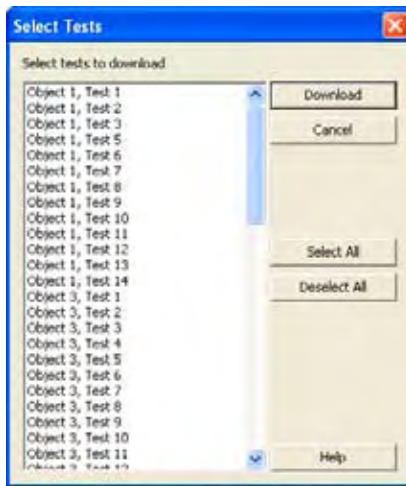 Select Tests
Select tests to download
Object 1, Test 1
Object 1, Test 2
Object 1, Test 3
Object 1, Test 5
Object 1, Test 6
Object 1, Test 7
Object 1, Test 8
Object 1, Test 9
Object 1, Test 10
Object 1, Test 11
Object 1, Test 12
Object 1, Test 13
Object 1, Test 14
Object 3, Test 1
Object 3, Test 2
Object 3, Test 3
Object 3, Test 4
Object 3, Test 5
Object 3, Test 6
Object 3, Test 7
Object 3, Test 8
Object 3, Test 9
Object 3, Test 10
Object 3, Test 11
Object 3, Test 12
Download
Cancel
Select All
Deselect All
Help